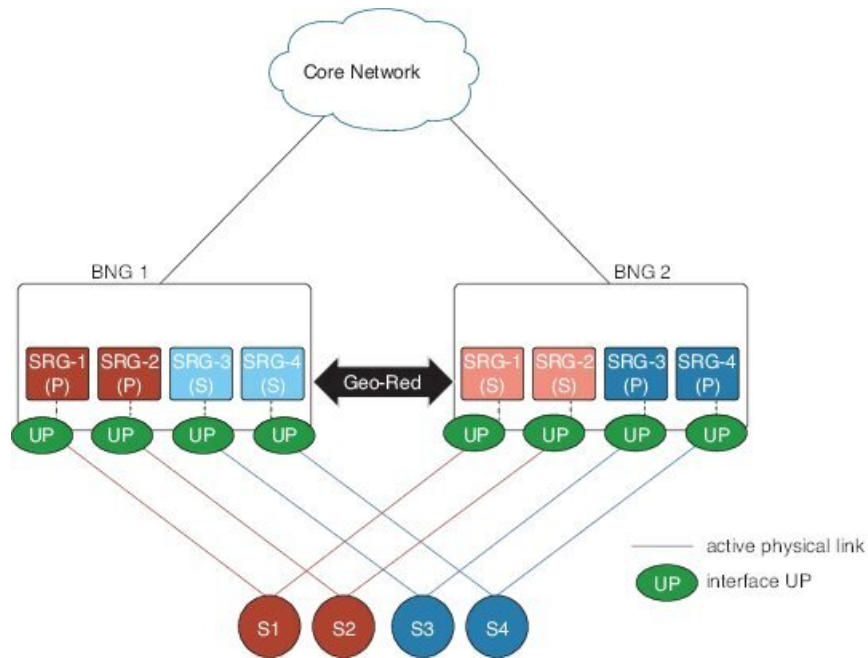 Core Network
BNG 1
BNG 2
SRG-1
(P)
SRG-2
(P)
SRG-3
(S)
SRG-4
(S)
Geo-Red
SRG-1
(S)
SRG-2
(S)
SRG-3
(P)
SRG-4
(P)
UP
UP
UP
UP
UP
UP
UP
UP
active physical link
UP
interface UP
S1
S2
S3
S4